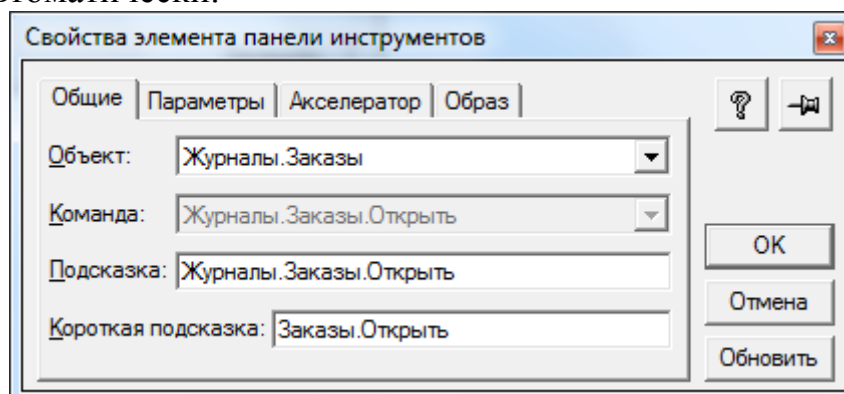 Свойства элемента панели инструментов
Общие Параметры Акселератор Образ
Объект: Журналы.Заказы
Команда: Журналы.Заказы.Открыть
Подсказка: Журналы.Заказы.Открыть
Короткая подсказка: Заказы.Открыть
?
OK
Отмена
Обновить